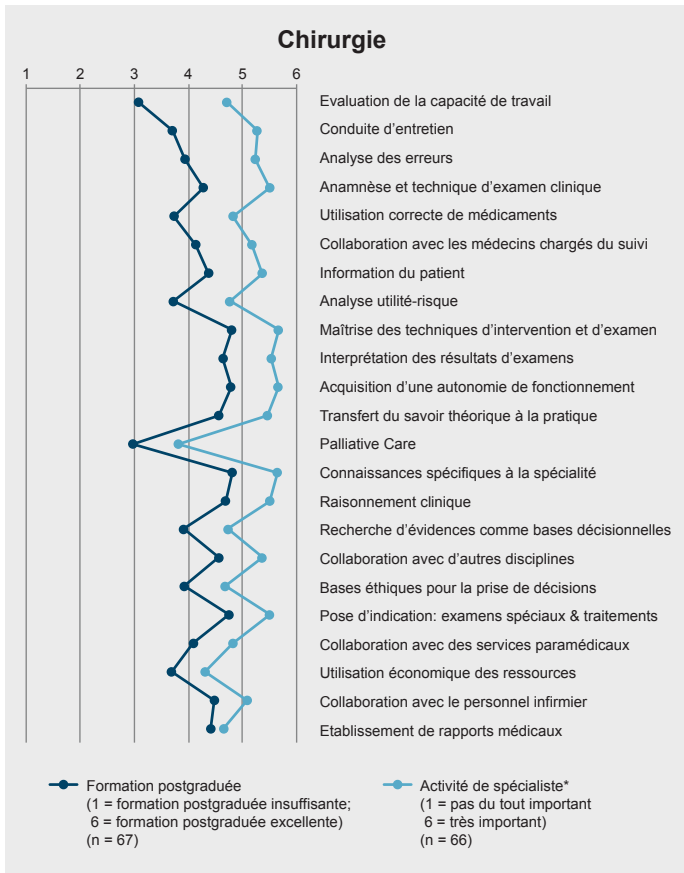 Chirurgie
1 2 3 4 5 6
Evaluation de la capacité de travail
Conduite d'entretien
Analyse des erreurs
Anamnèse et technique d'examen clinique
Utilisation correcte de médicaments
Collaboration avec les médecins chargés du suivi
Information du patient
Analyse utilité-risque
Maîtrise des techniques d'intervention et d'examen
Interprétation des résultats d'examens
Acquisition d'une autonomie de fonctionnement
Transfert du savoir théorique à la pratique
Palliative Care
Connaissances spécifiques à la spécialité
Raisonnement clinique
Recherche d'évidences comme bases décisionnelles
Collaboration avec d'autres disciplines
Bases éthiques pour la prise de décisions
Pose d'indication: examens spéciaux & traitements
Collaboration avec des services paramédicaux
Utilisation économique des ressources
Collaboration avec le personnel infirmier
Etablissement de rapports médicaux
Formation postgraduée
(1 = formation postgraduée insuffisante;
6 = formation postgraduée excellente)
(n = 67)
Activité de spécialiste*
(1 = pas du tout important
6 = très important)
(n = 66)